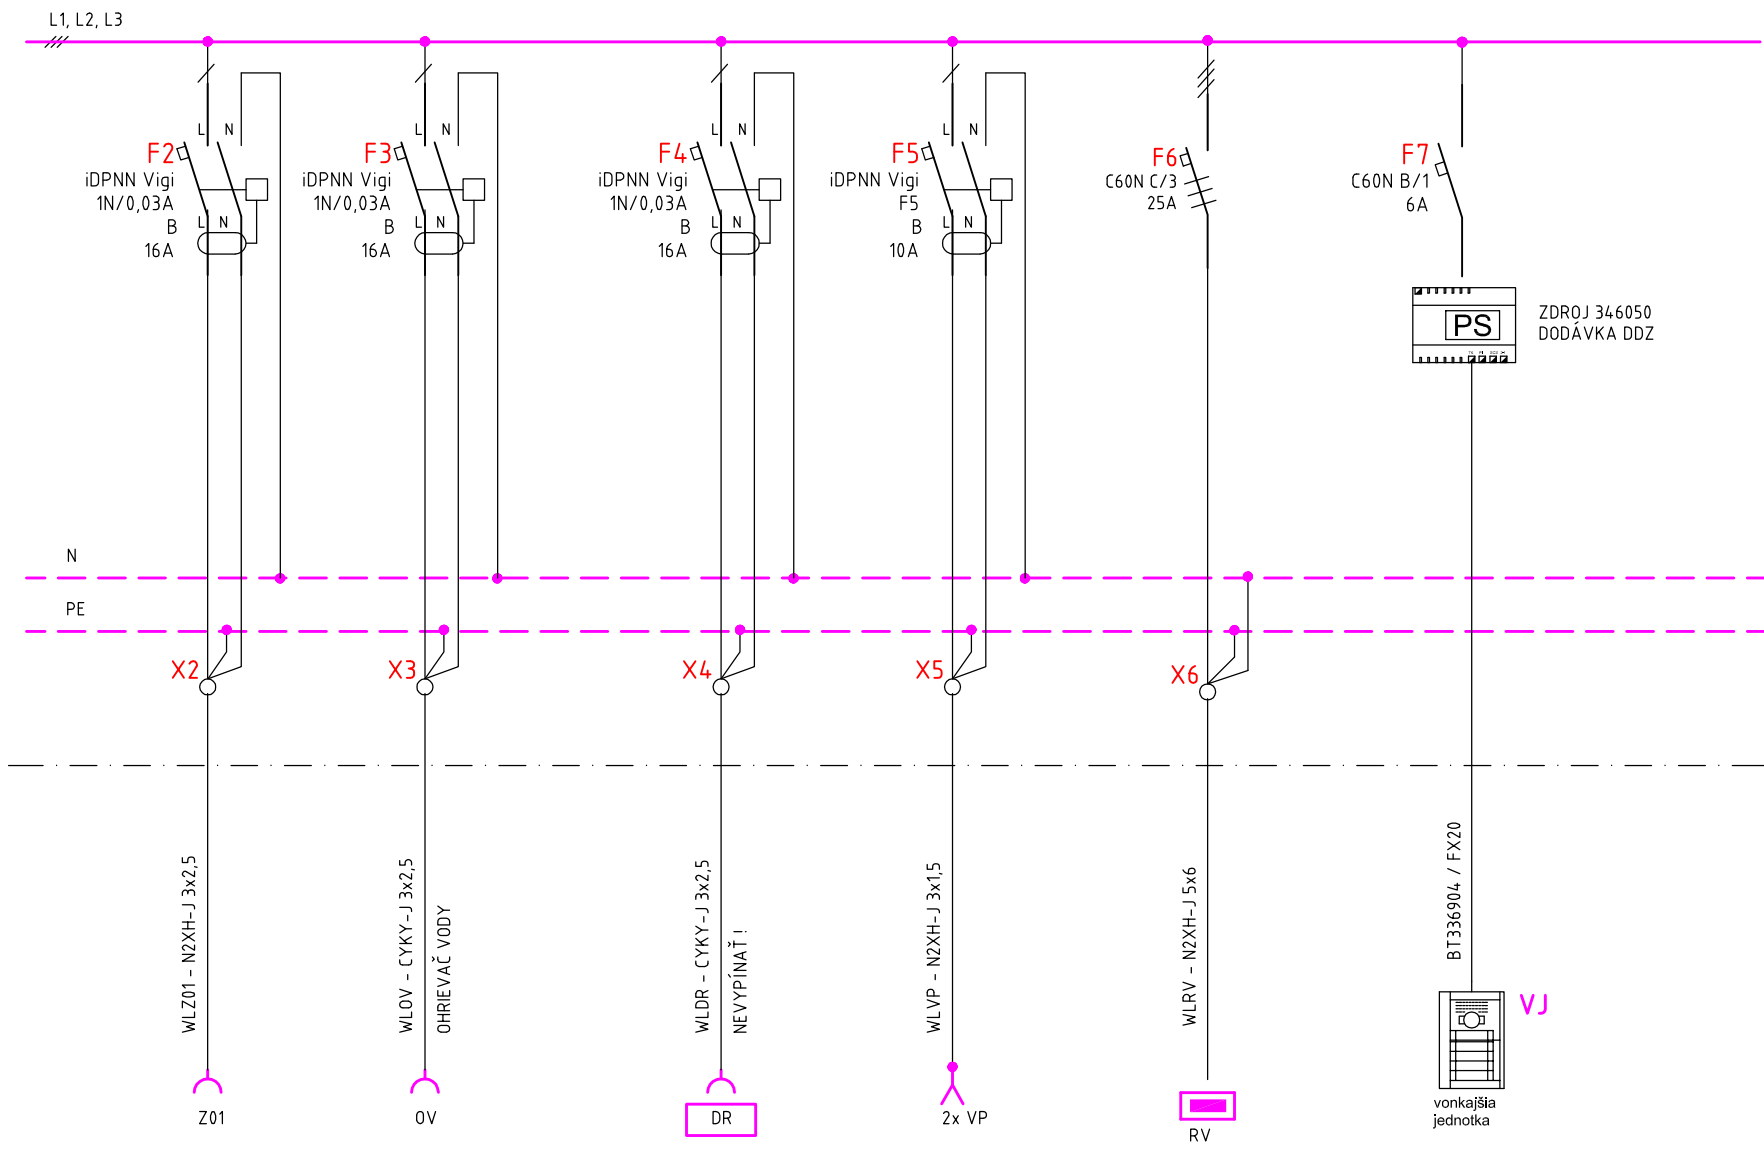 L1, L2, L3
L N
F2
iDPNN Vigi
1N/0,03A
B
16A
L N
L N
F3
iDPNN Vigi
1N/0,03A
B
16A
L N
L N
F4
iDPNN Vigi
1N/0,03A
B
16A
L N
L N
F5
iDPNN Vigi
F5
B
10A
L N
F6
C60N C/3
25A
F7
C60N B/1
6A
PS
ZDROJ 346050
DODÁVKA DDZ
N
PE
X2
X3
X4
X5
X6
WLZ01 - N2XH-J 3x2,5
WLOV - CYKY-J 3x2,5
OHRIEVAČ VODY
WLDR - CYKY-J 3x2,5
NEVYPÍNAŤ !
WLVP - N2XH-J 3x1,5
WLRV - N2XH-J 5x6
BT336904 / FX20
VJ
Z01
OV
DR
2x VP
RV
vonkajšia
jednotka